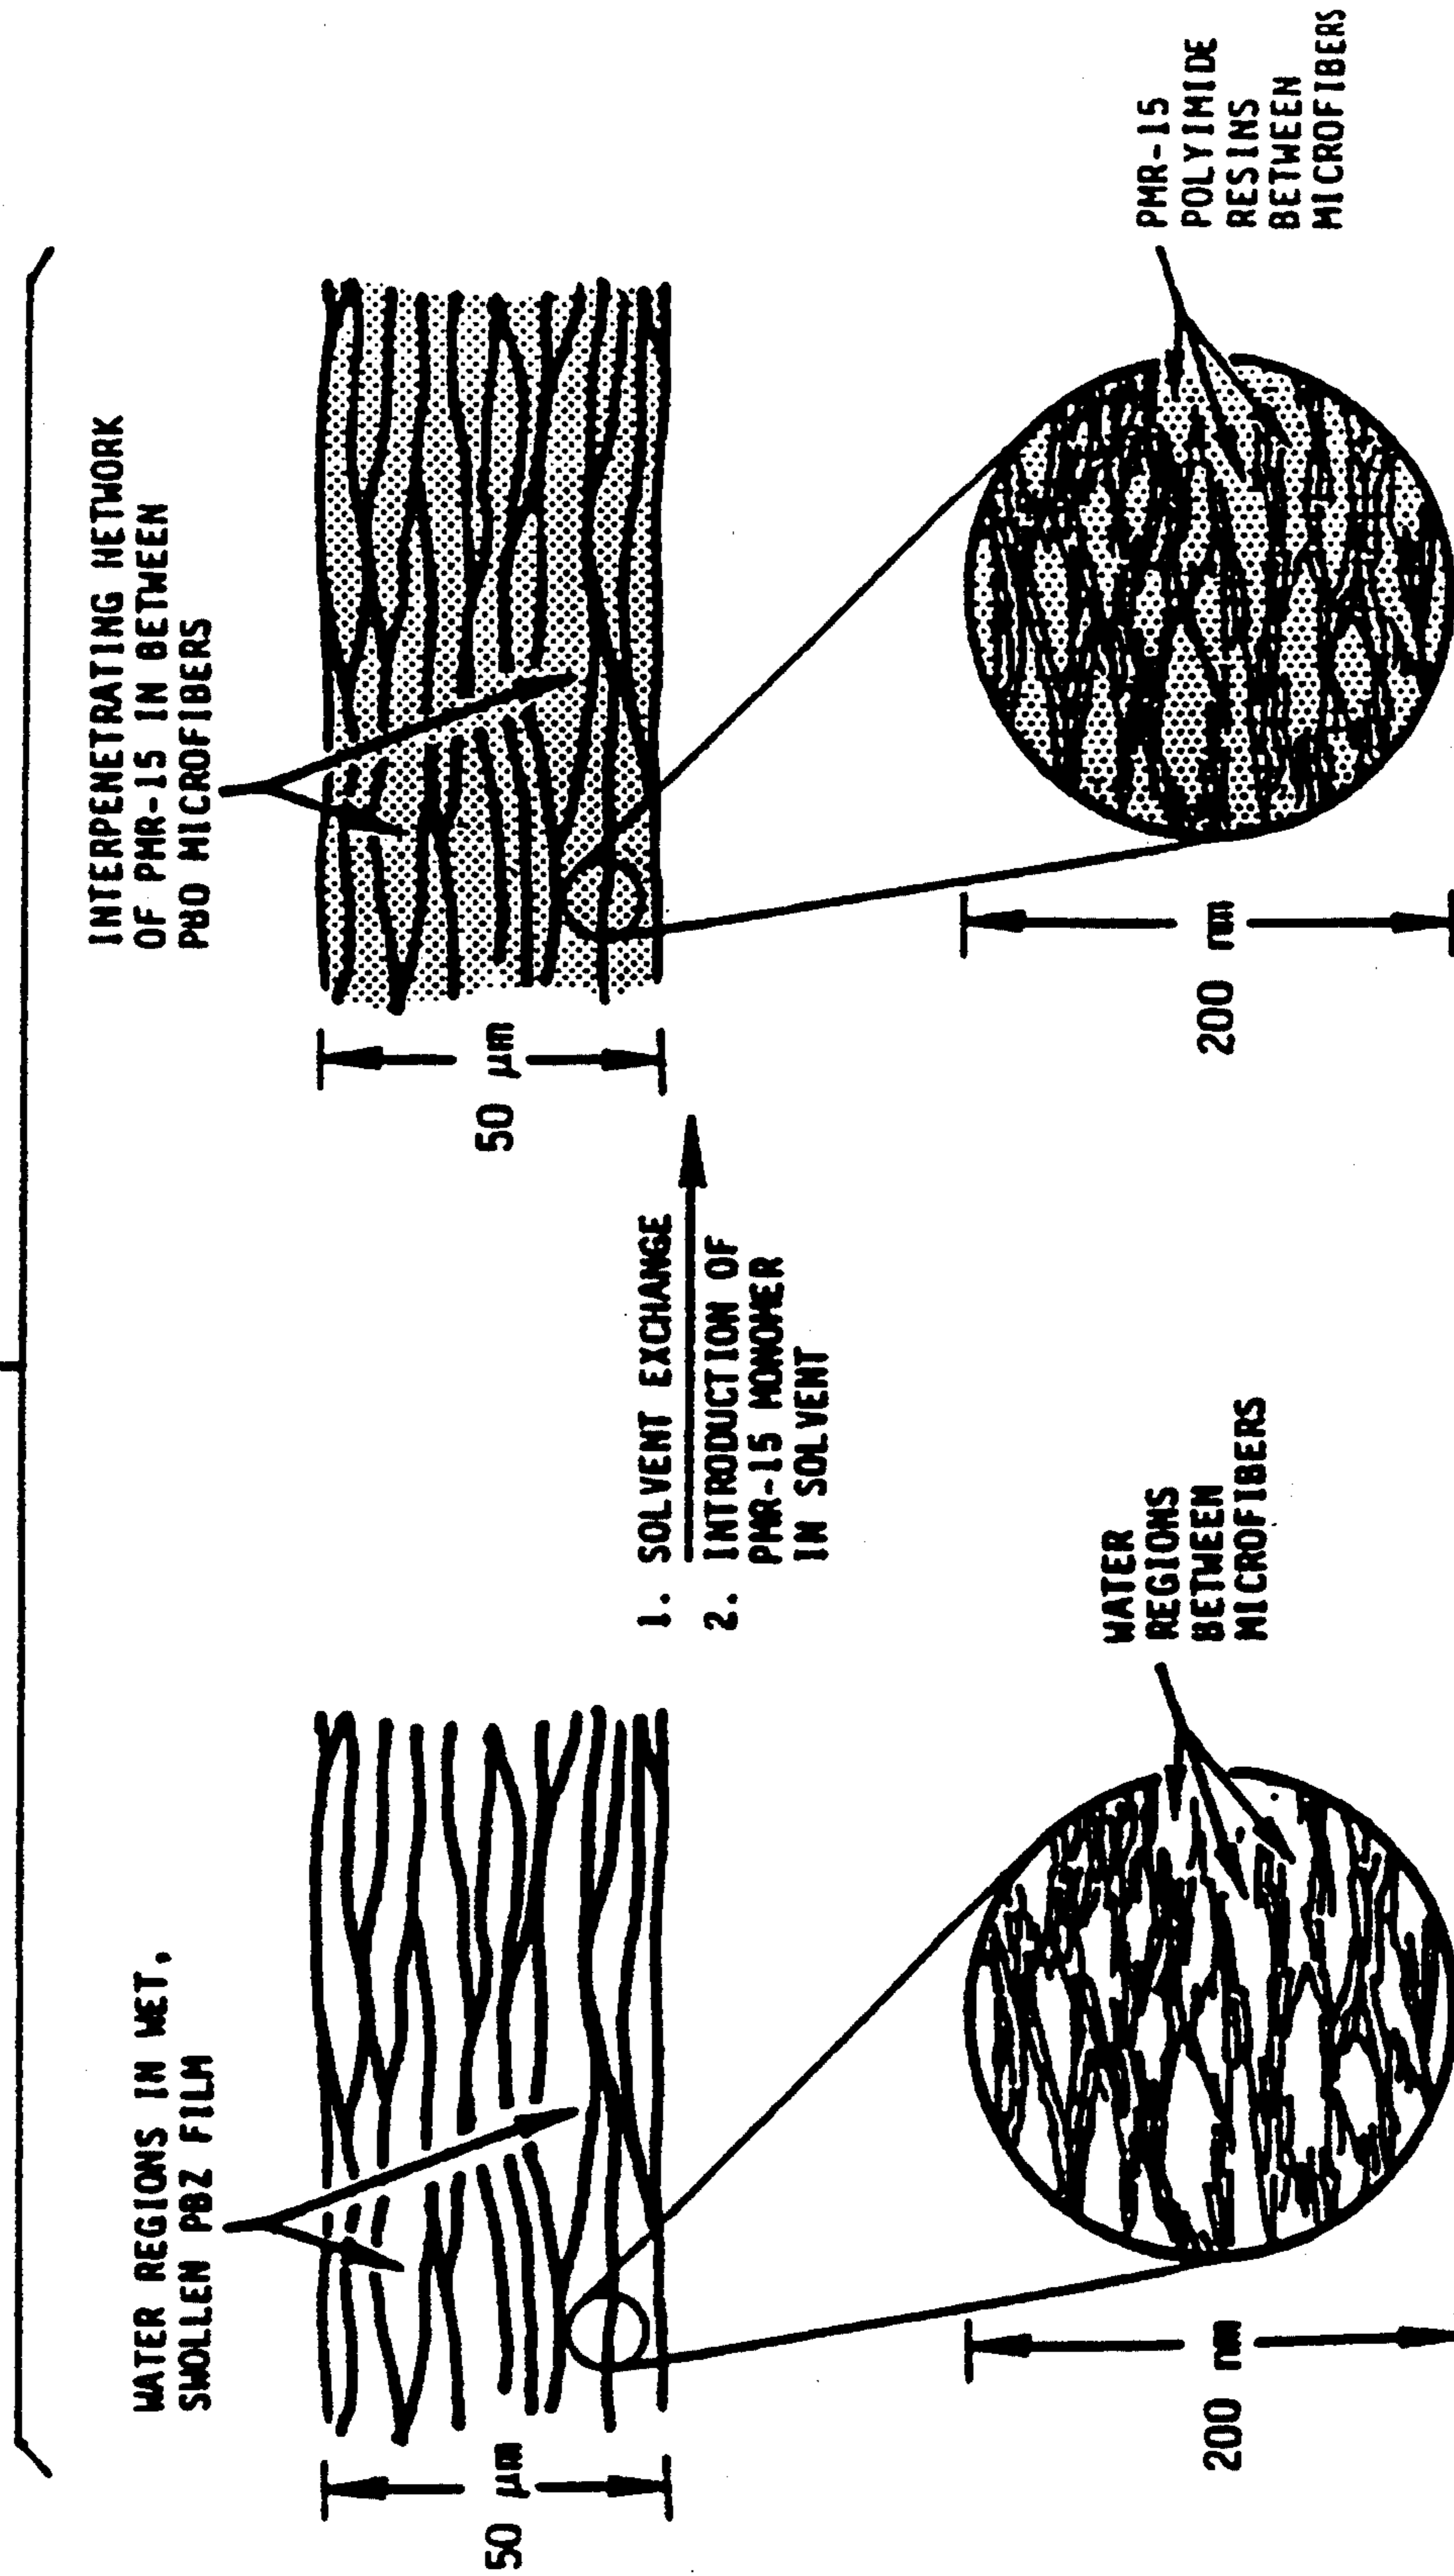 WATER REGIONS IN WET,
SWOLLEN PBZ FILM
50 µm
WATER
REGIONS
BETWEEN
MICROFIBERS
200 nm
1. SOLVENT EXCHANGE
2. INTRODUCTION OF
PMR-15 MONOMER
IN SOLVENT
INTERPENETRATING NETWORK
OF PMR-15 IN BETWEEN
PBO MICROFIBERS
50 µm
PMR-15
POLYIMIDE
RESINS
BETWEEN
MICROFIBERS
200 nm